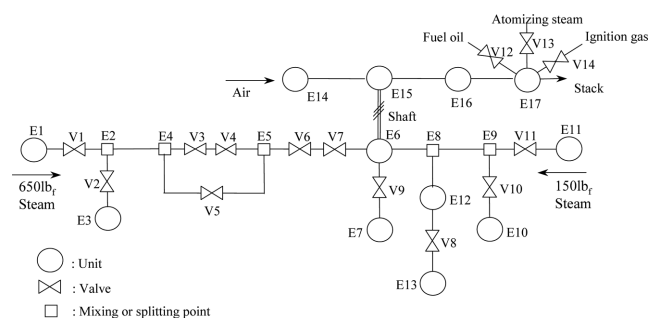 Atomizing steam
Fuel oil V13 Ignition gas
V12 V14
Air E14 E15 E16 E17 Stack
Shaft
E1 V1 E2 E4 V3 V4 E5 V6 V7 E6 E8 E9 V11 E11
650lbf Steam V2 V5 V9 E12 V10 150lbf Steam
E3 E7 V8 E10
E13
: Unit
: Valve
: Mixing or splitting point